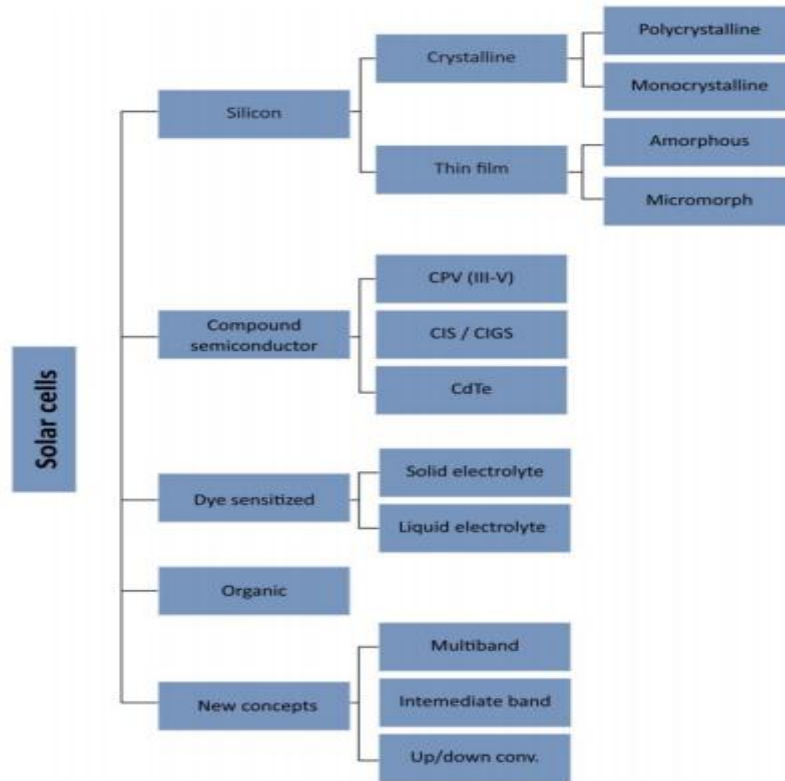 Solar cells
Silicon
Crystalline
Polycrystalline
Monocrystalline
Thin film
Amorphous
Micromorph
Compound
semiconductor
CPV (III-V)
CIS / CIGS
CdTe
Dye sensitized
Solid electrolyte
Liquid electrolyte
Organic
New concepts
Multiband
Intemediate band
Up/down conv.